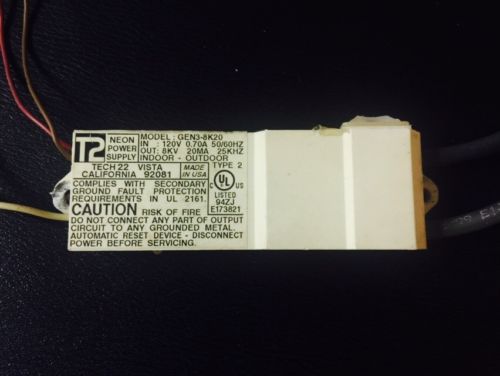 T2
NEON
POWER
SUPPLY
MODEL: GEN3-8K20
IN : 120V 0.70A 50/60HZ
OUT: 8KV 20MA 25KHZ
INDOOR - OUTDOOR
TECH 22 VISTA
CALIFORNIA 92081
MADE
IN USA
TYPE 2
COMPLIES WITH SECONDARY
GROUND FAULT PROTECTION
REQUIREMENTS IN UL 2161.
C UL US
LISTED
94ZJ
E173821
CAUTION RISK OF FIRE
DO NOT CONNECT ANY PART OF OUTPUT
CIRCUIT TO ANY GROUNDED METAL.
AUTOMATIC RESET DEVICE - DISCONNECT
POWER BEFORE SERVICING.